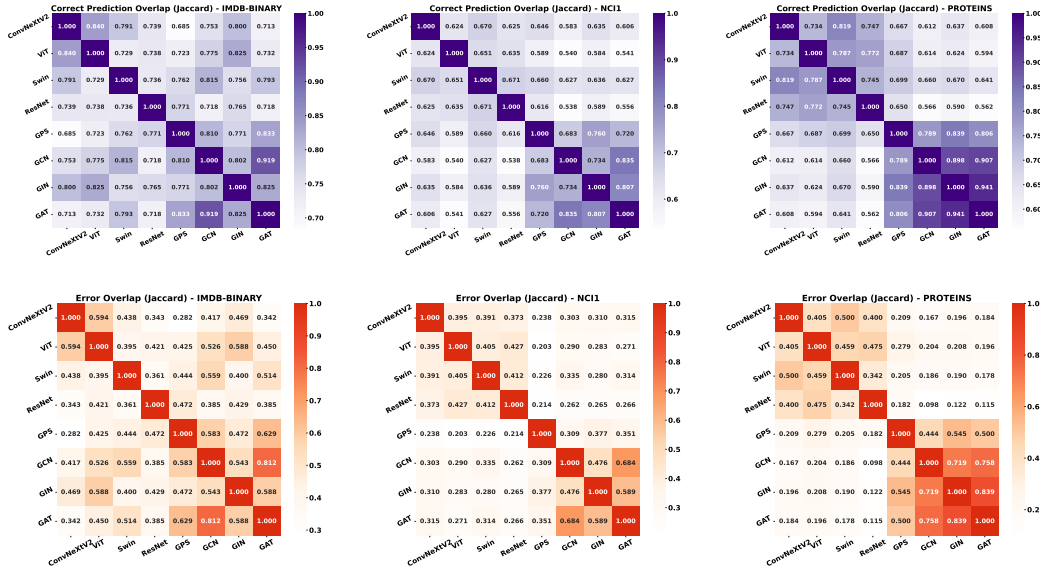 Correct Prediction Overlap (Jaccard) - IMDB-BINARY
ConvNeXtV2 1.000 0.840 0.791 0.739 0.685 0.753 0.800 0.713
ViT 0.840 1.000 0.729 0.738 0.723 0.775 0.825 0.732
Swin 0.791 0.729 1.000 0.736 0.762 0.815 0.756 0.793
ResNet 0.739 0.738 0.736 1.000 0.771 0.718 0.765 0.718
GPS 0.685 0.723 0.762 0.771 1.000 0.810 0.771 0.833
GCN 0.753 0.775 0.815 0.718 0.810 1.000 0.802 0.919
GIN 0.800 0.825 0.756 0.765 0.771 0.802 1.000 0.825
GAT 0.713 0.732 0.793 0.718 0.833 0.919 0.825 1.000
ConvNeXtV2 ViT Swin ResNet GPS GCN GIN GAT
1.00
0.95
0.90
0.85
0.80
0.75
0.70
Correct Prediction Overlap (Jaccard) - NCI1
ConvNeXtV2 1.000 0.624 0.670 0.625 0.646 0.583 0.635 0.606
ViT 0.624 1.000 0.651 0.635 0.589 0.540 0.584 0.541
Swin 0.670 0.651 1.000 0.671 0.660 0.627 0.636 0.627
ResNet 0.625 0.635 0.671 1.000 0.616 0.538 0.589 0.556
GPS 0.646 0.589 0.660 0.616 1.000 0.683 0.760 0.720
GCN 0.583 0.540 0.627 0.538 0.683 1.000 0.734 0.835
GIN 0.635 0.584 0.636 0.589 0.760 0.734 1.000 0.807
GAT 0.606 0.541 0.627 0.556 0.720 0.835 0.807 1.000
ConvNeXtV2 ViT Swin ResNet GPS GCN GIN GAT
1.0
0.9
0.8
0.7
0.6
Correct Prediction Overlap (Jaccard) - PROTEINS
ConvNeXtV2 1.000 0.734 0.819 0.747 0.667 0.612 0.637 0.608
ViT 0.734 1.000 0.787 0.772 0.687 0.614 0.624 0.594
Swin 0.819 0.787 1.000 0.745 0.699 0.660 0.670 0.641
ResNet 0.747 0.772 0.745 1.000 0.650 0.566 0.590 0.562
GPS 0.667 0.687 0.699 0.650 1.000 0.789 0.839 0.806
GCN 0.612 0.614 0.660 0.566 0.789 1.000 0.898 0.907
GIN 0.637 0.624 0.670 0.590 0.839 0.898 1.000 0.941
GAT 0.608 0.594 0.641 0.562 0.806 0.907 0.941 1.000
ConvNeXtV2 ViT Swin ResNet GPS GCN GIN GAT
1.00
0.95
0.90
0.85
0.80
0.75
0.70
0.65
0.60
Error Overlap (Jaccard) - IMDB-BINARY
ConvNeXtV2 1.000 0.594 0.438 0.343 0.282 0.417 0.469 0.342
ViT 0.594 1.000 0.395 0.421 0.425 0.526 0.588 0.450
Swin 0.438 0.395 1.000 0.361 0.444 0.559 0.400 0.514
ResNet 0.343 0.421 0.361 1.000 0.472 0.385 0.429 0.385
GPS 0.282 0.425 0.444 0.472 1.000 0.583 0.472 0.629
GCN 0.417 0.526 0.559 0.385 0.583 1.000 0.543 0.812
GIN 0.469 0.588 0.400 0.429 0.472 0.543 1.000 0.588
GAT 0.342 0.450 0.514 0.385 0.629 0.812 0.588 1.000
ConvNeXtV2 ViT Swin ResNet GPS GCN GIN GAT
1.0
0.9
0.8
0.7
0.6
0.5
0.4
0.3
Error Overlap (Jaccard) - NCI1
ConvNeXtV2 1.000 0.395 0.391 0.373 0.238 0.303 0.310 0.315
ViT 0.395 1.000 0.405 0.427 0.203 0.290 0.283 0.271
Swin 0.391 0.405 1.000 0.412 0.226 0.335 0.280 0.314
ResNet 0.373 0.427 0.412 1.000 0.214 0.262 0.265 0.266
GPS 0.238 0.203 0.226 0.214 1.000 0.309 0.377 0.351
GCN 0.303 0.290 0.335 0.262 0.309 1.000 0.476 0.684
GIN 0.310 0.283 0.280 0.265 0.377 0.476 1.000 0.589
GAT 0.315 0.271 0.314 0.266 0.351 0.684 0.589 1.000
ConvNeXtV2 ViT Swin ResNet GPS GCN GIN GAT
1.0
0.9
0.8
0.7
0.6
0.5
0.4
0.3
Error Overlap (Jaccard) - PROTEINS
ConvNeXtV2 1.000 0.405 0.500 0.400 0.209 0.167 0.196 0.184
ViT 0.405 1.000 0.459 0.475 0.279 0.204 0.208 0.196
Swin 0.500 0.459 1.000 0.342 0.205 0.186 0.190 0.178
ResNet 0.400 0.475 0.342 1.000 0.182 0.098 0.122 0.115
GPS 0.209 0.279 0.205 0.182 1.000 0.444 0.545 0.500
GCN 0.167 0.204 0.186 0.098 0.444 1.000 0.719 0.758
GIN 0.196 0.208 0.190 0.122 0.545 0.719 1.000 0.839
GAT 0.184 0.196 0.178 0.115 0.500 0.758 0.839 1.000
ConvNeXtV2 ViT Swin ResNet GPS GCN GIN GAT
1.0
0.8
0.6
0.4
0.2